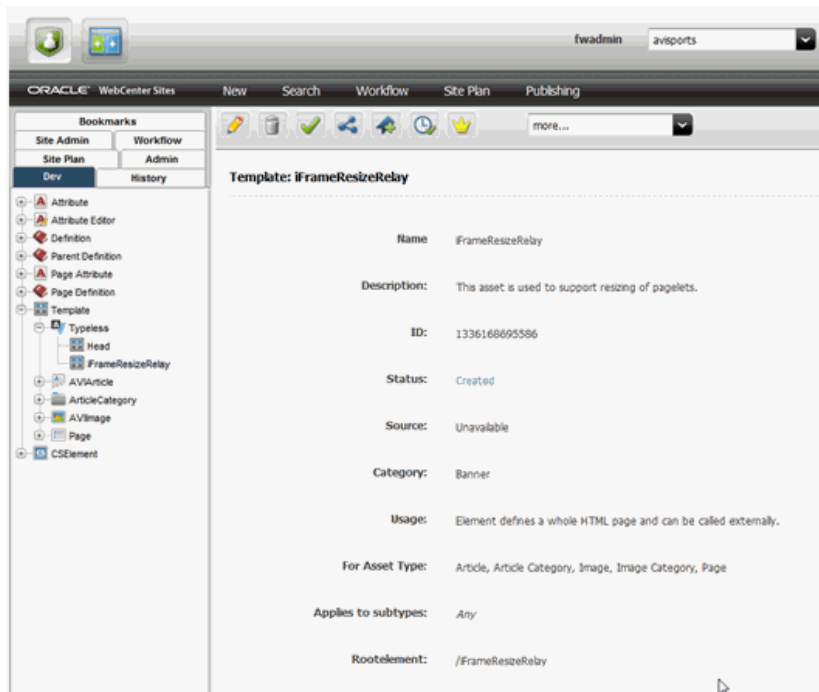 fwadmin avisports
ORACLE WebCenter Sites New Search Workflow Site Plan Publishing
Bookmarks
Site Admin Workflow
Site Plan Admin
Dev History
more...
Template: iFrameResizeRelay
Attribute
Attribute Editor
Definition
Parent Definition
Page Attribute
Page Definition
Template
Typeless
Head
iFrameResizeRelay
AVIArticle
ArticleCategory
AVIImage
Page
CSElement
Name iFrameResizeRelay
Description: This asset is used to support resizing of pagelets.
ID: 1336168695586
Status: Created
Source: Unavailable
Category: Banner
Usage: Element defines a whole HTML page and can be called externally.
For Asset Type: Article, Article Category, Image, Image Category, Page
Applies to subtypes: Any
Rootelement: /iFrameResizeRelay